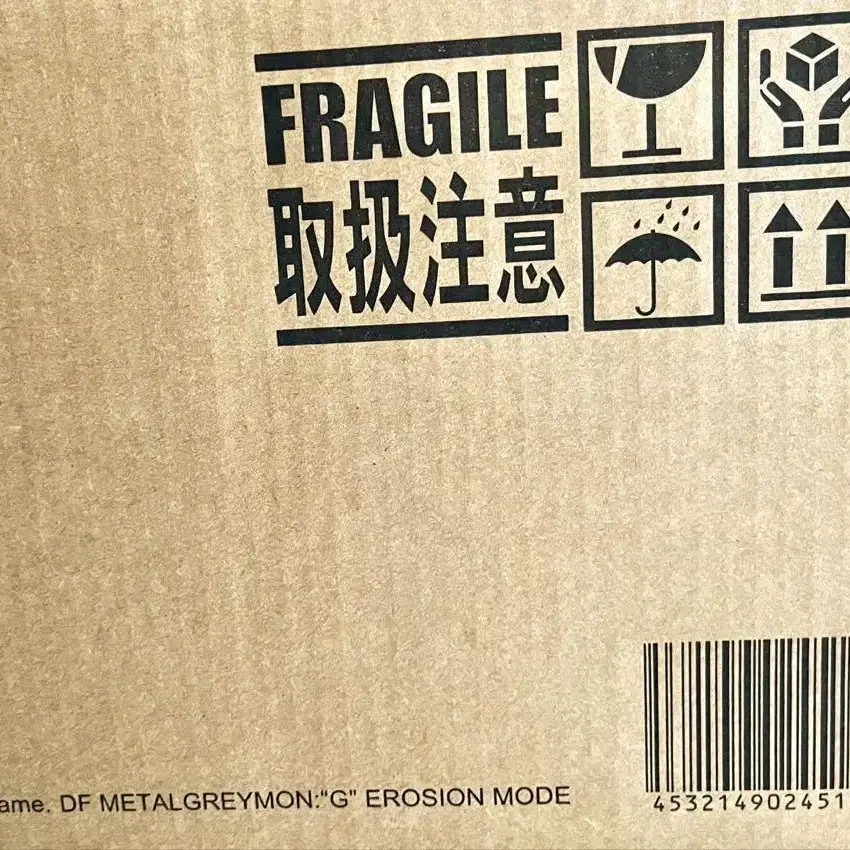 FRAGILE
取扱注意
ame. DF METALGREYMON:“G” EROSION MODE
453214902451